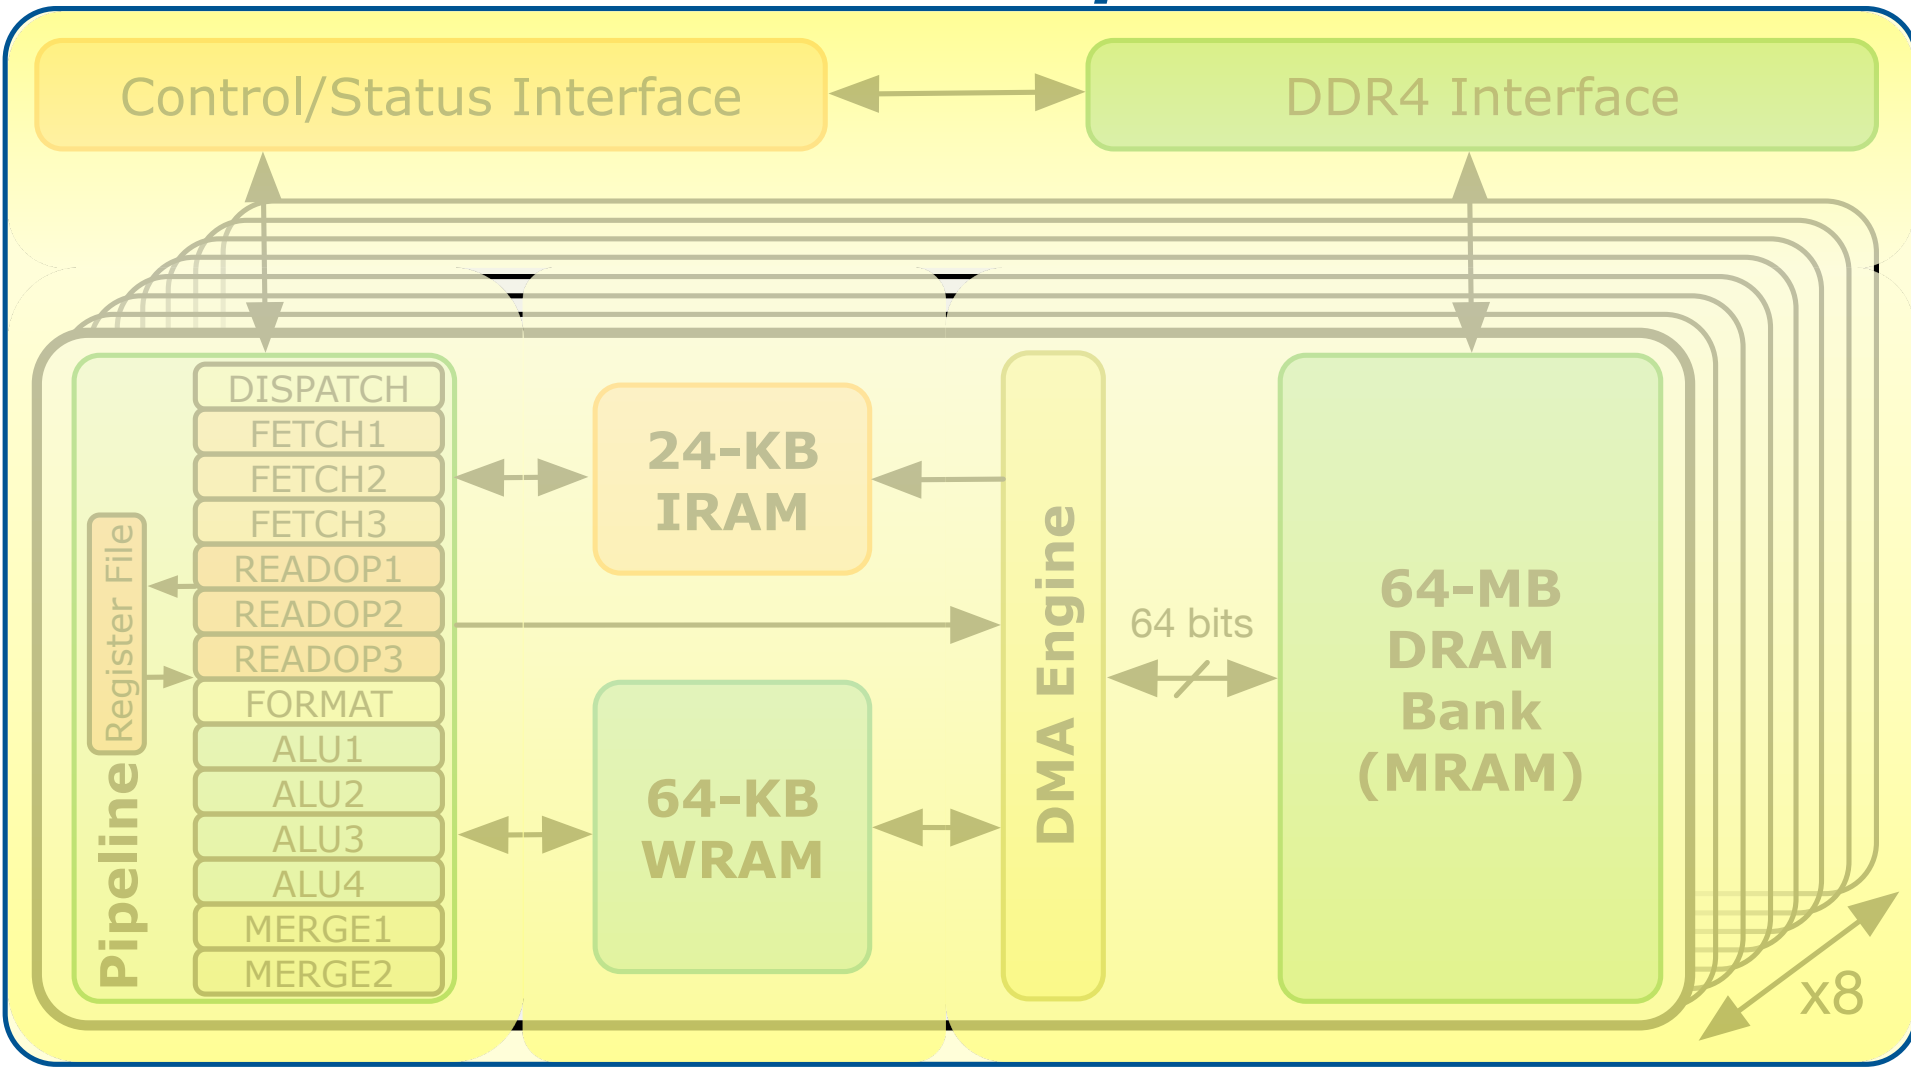 Control/Status Interface
DDR4 Interface
DISPATCH
FETCH1
FETCH2
FETCH3
READOP1
READOP2
READOP3
FORMAT
ALU1
ALU2
ALU3
ALU4
MERGE1
MERGE2
Register File
Pipeline
24-KB
IRAM
64-KB
WRAM
DMA Engine
64 bits
64-MB
DRAM
Bank
(MRAM)
x8